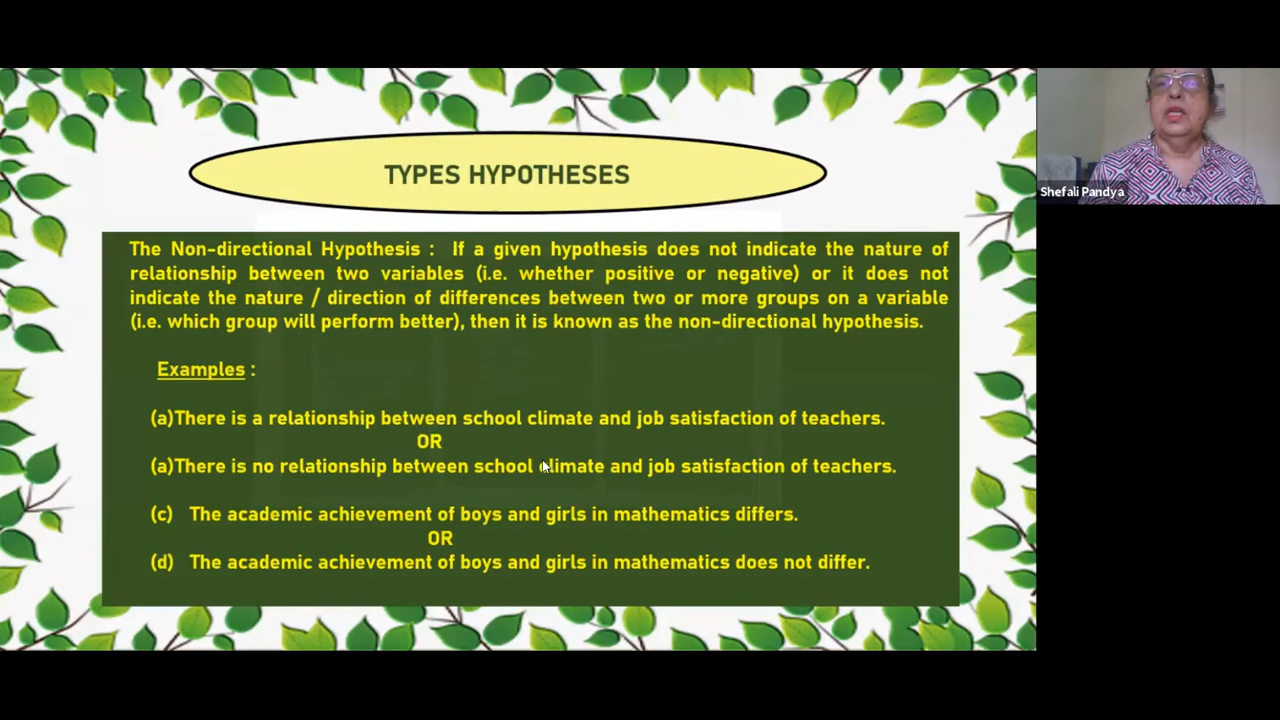 TYPES HYPOTHESES
The Non-directional Hypothesis : If a given hypothesis does not indicate the nature of
relationship between two variables (i.e. whether positive or negative) or it does not
indicate the nature / direction of differences between two or more groups on a variable
(i.e. which group will perform better), then it is known as the non-directional hypothesis.
Examples :
(a)There is a relationship between school climate and job satisfaction of teachers.
OR
(a)There is no relationship between school climate and job satisfaction of teachers.
(c) The academic achievement of boys and girls in mathematics differs.
OR
(d) The academic achievement of boys and girls in mathematics does not differ.
Shefali Pandya